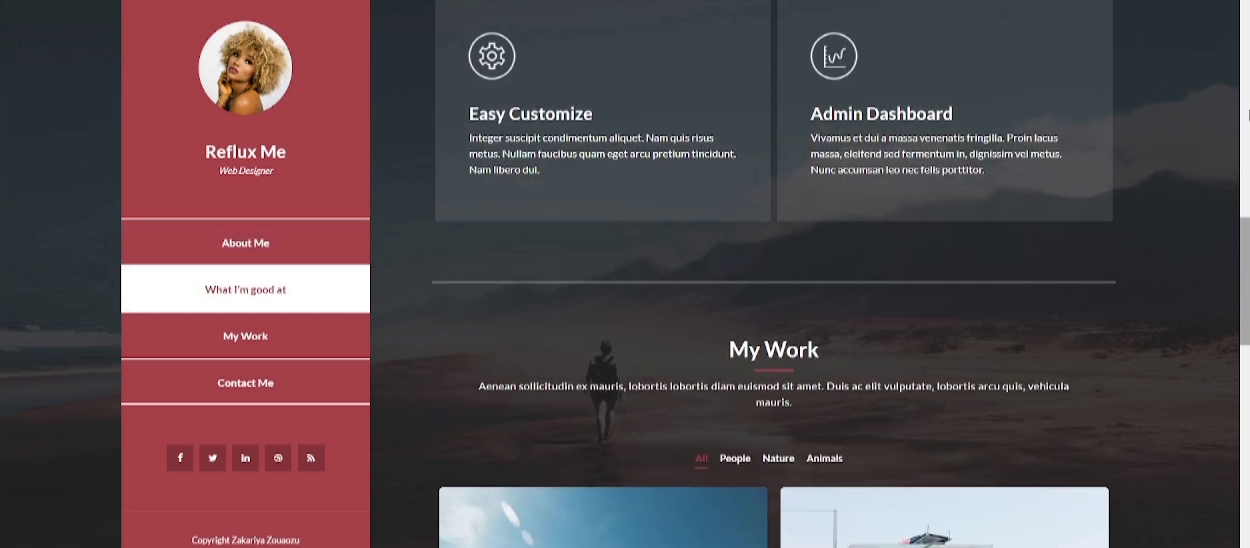 Reflux Me
Web Designer
About Me
What I'm good at
My Work
Contact Me
Copyright Zakariya Zouaozu
Easy Customize
Integer suscipit condimentum aliquet. Nam quis risus
metus. Nullam faucibus quam eget arcu pretium tincidunt.
Nam libero dui.
Admin Dashboard
Vivamus et dui a massa venenatis fringilla. Proin lacus
massa, eleifend sed fermentum in, dignissim vel metus.
Nunc accumsan leo nec felis porttitor.
My Work
Aenean sollicitudin ex mauris, lobortis lobortis diam euismod sit amet. Duis ac elit vulputate, lobortis arcu quis, vehicula
mauris.
All People Nature Animals